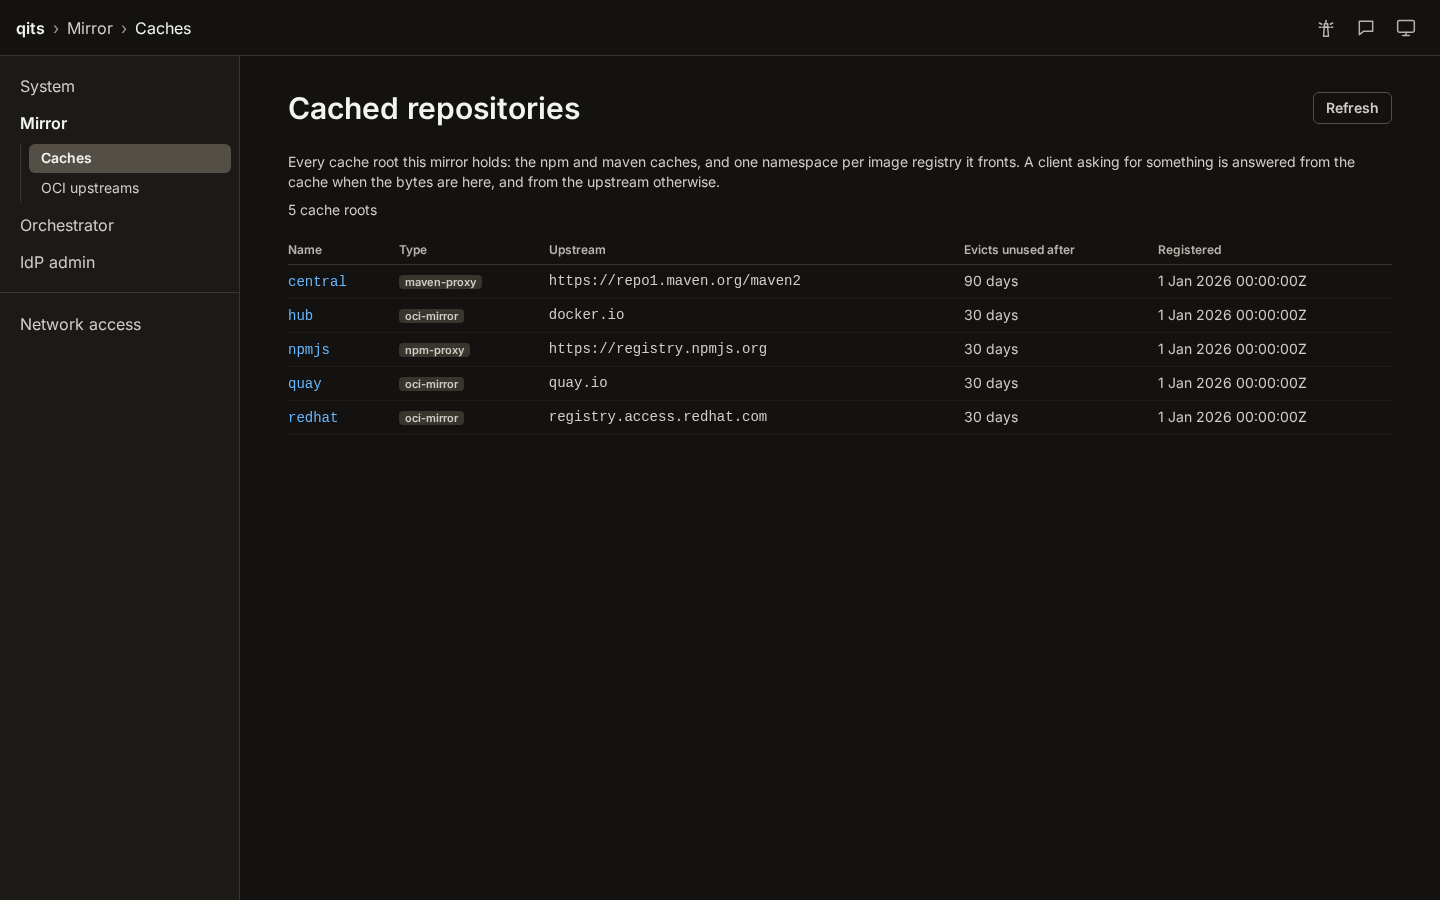 qits › Mirror › Caches
System
Mirror
Caches
OCI upstreams
Orchestrator
IdP admin
Network access
Cached repositories
Refresh
Every cache root this mirror holds: the npm and maven caches, and one namespace per image registry it fronts. A client asking for something is answered from the
cache when the bytes are here, and from the upstream otherwise.
5 cache roots
Name Type Upstream Evicts unused after Registered
central maven-proxy https://repo1.maven.org/maven2 90 days 1 Jan 2026 00:00:00Z
hub oci-mirror docker.io 30 days 1 Jan 2026 00:00:00Z
npmjs npm-proxy https://registry.npmjs.org 30 days 1 Jan 2026 00:00:00Z
quay oci-mirror quay.io 30 days 1 Jan 2026 00:00:00Z
redhat oci-mirror registry.access.redhat.com 30 days 1 Jan 2026 00:00:00Z